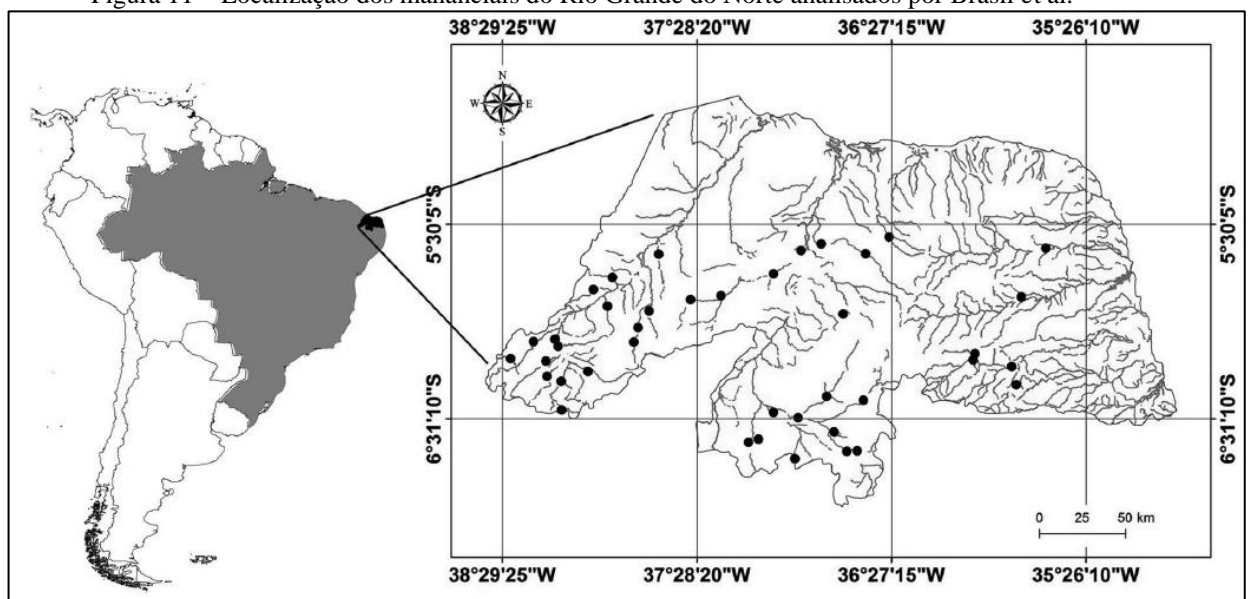 Figura 11 – Localização dos mananciais do Rio Grande do Norte analisados por Brasil et al.
38°29'25"W 37°28'20"W 36°27'15"W 35°26'10"W
N
W E
S
5°30'5"S 5°30'5"S
6°31'10"S 6°31'10"S
0 25 50 km
38°29'25"W 37°28'20"W 36°27'15"W 35°26'10"W